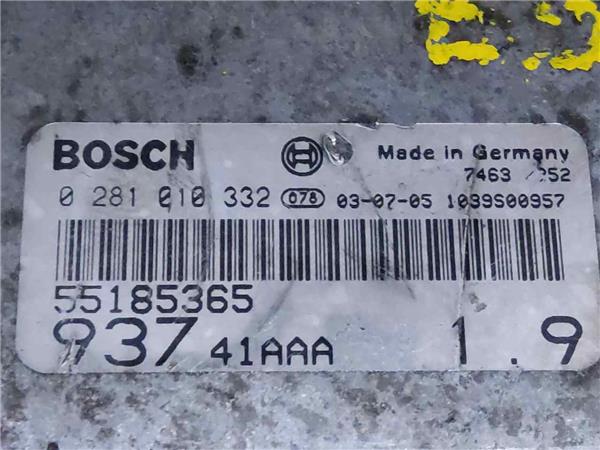 E.S
BOSCH Made in Germany
7463 /352
0 281 010 332 078 03-07-05 1039S00957
55185365
937 41AAA 1.9